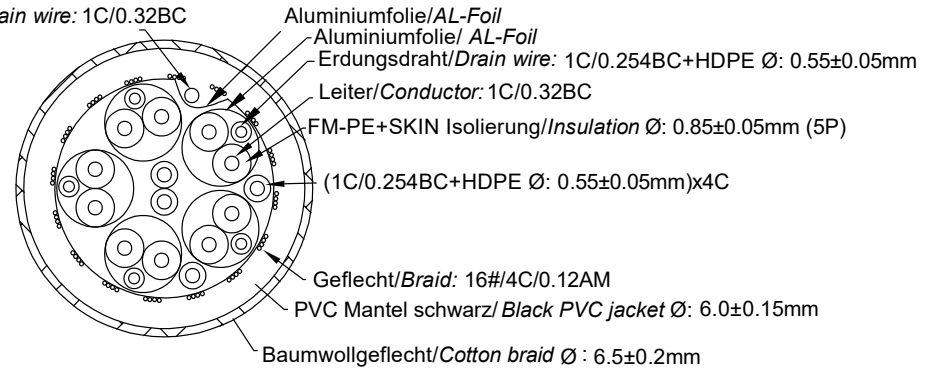 ain wire: 1C/0.32BC
Aluminiumfolie/AL-Foil
Aluminiumfolie/ AL-Foil
Erdungsdraht/Drain wire: 1C/0.254BC+HDPE Ø: 0.55±0.05mm
Leiter/Conductor: 1C/0.32BC
FM-PE+SKIN Isolierung/Insulation Ø: 0.85±0.05mm (5P)
(1C/0.254BC+HDPE Ø: 0.55±0.05mm)x4C
Geflecht/Braid: 16#/4C/0.12AM
PVC Mantel schwarz/Black PVC jacket Ø: 6.0±0.15mm
Baumwollgeflecht/Cotton braid Ø : 6.5±0.2mm